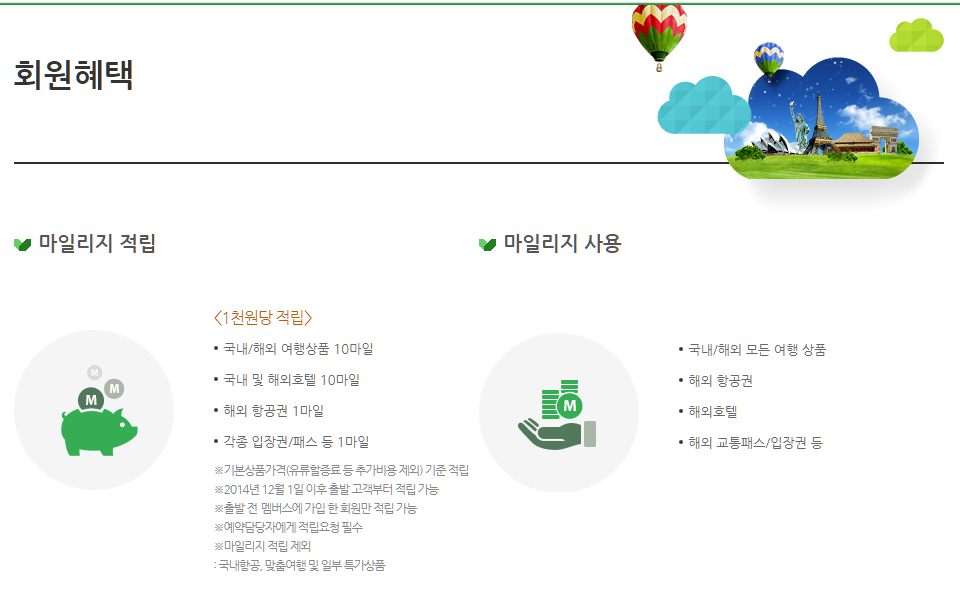 회원혜택
마일리지 적립
<1천원당 적립>
• 국내/해외 여행상품 10마일
• 국내 및 해외호텔 10마일
• 해외 항공권 1마일
• 각종 입장권/패스 등 1마일
※기본상품가격(유류할증료 등 추가비용 제외) 기준 적립
※2014년 12월 1일 이후 출발 고객부터 적립 가능
※출발 전 멤버스에 가입 한 회원만 적립 가능
※예약담당자에게 적립요청 필수
※마일리지 적립 제외
: 국내항공, 맞춤여행 및 일부 특가상품
M
M
M
마일리지 사용
• 국내/해외 모든 여행 상품
• 해외 항공권
• 해외호텔
• 해외 교통패스/입장권 등
M